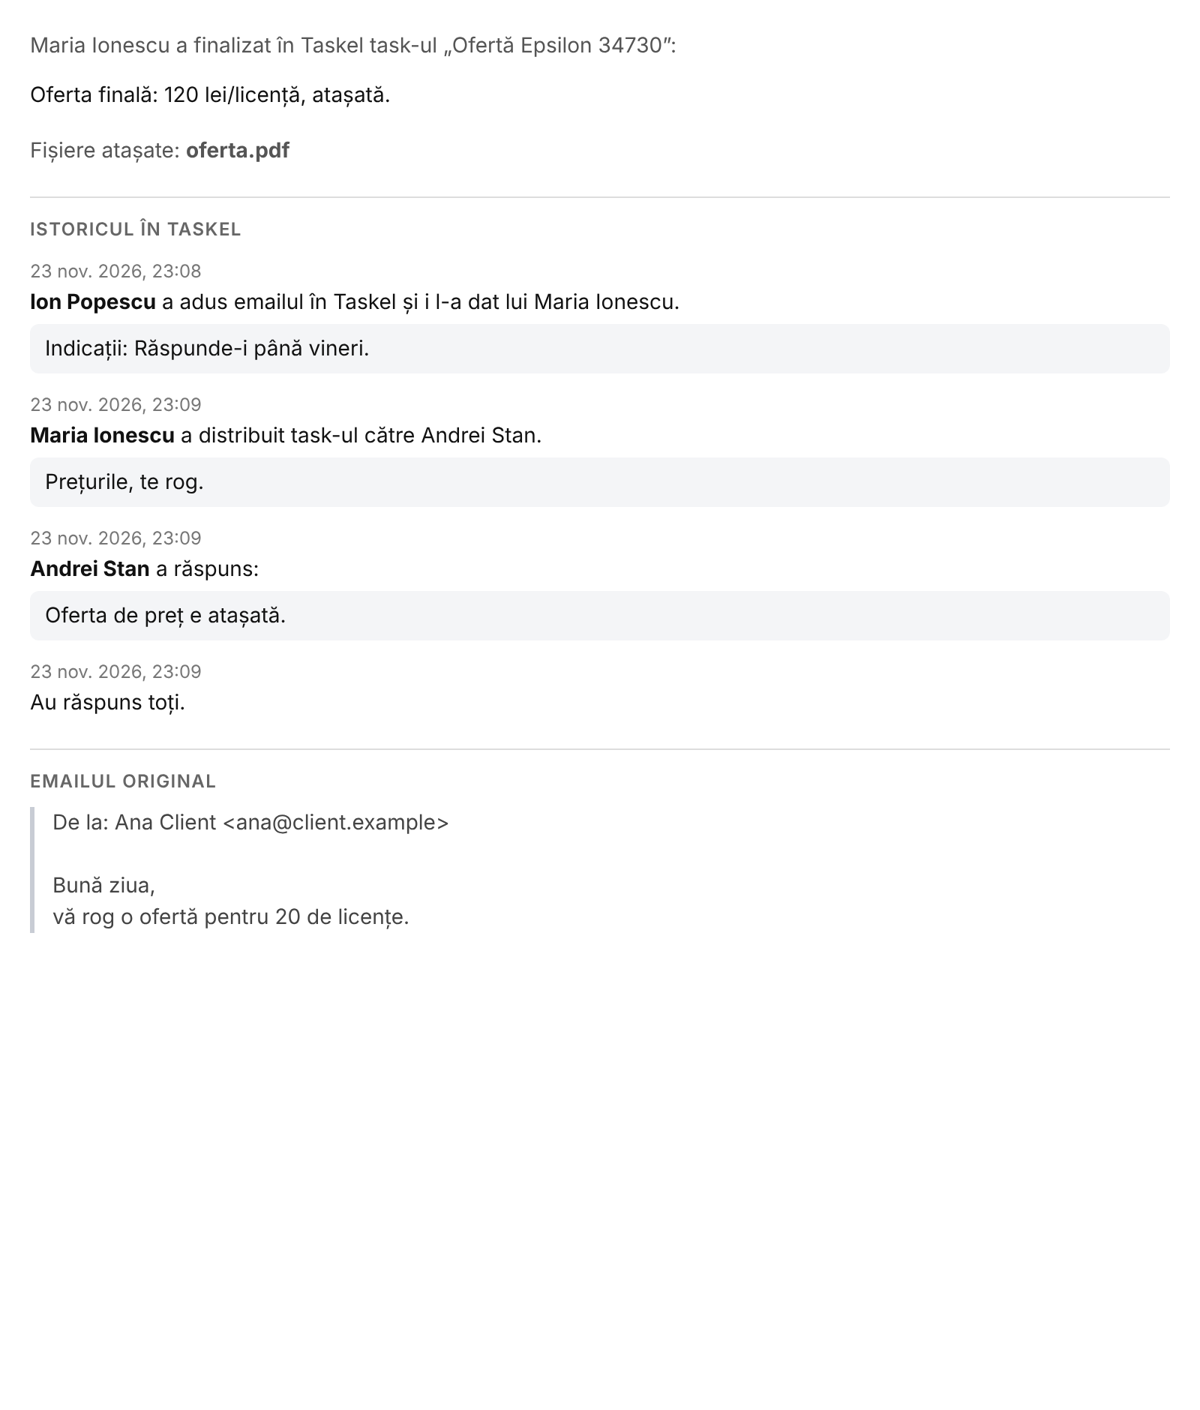 Maria Ionescu a finalizat în Taskel task-ul „Ofertă Epsilon 34730”:
Oferta finală: 120 lei/licență, atașată.
Fișiere atașate: oferta.pdf
ISTORICUL ÎN TASKEL
23 nov. 2026, 23:08
Ion Popescu a adus emailul în Taskel și i l-a dat lui Maria Ionescu.
Indicații: Răspunde-i până vineri.
23 nov. 2026, 23:09
Maria Ionescu a distribuit task-ul către Andrei Stan.
Prețurile, te rog.
23 nov. 2026, 23:09
Andrei Stan a răspuns:
Oferta de preț e atașată.
23 nov. 2026, 23:09
Au răspuns toți.
EMAILUL ORIGINAL
De la: Ana Client <ana@client.example>
Bună ziua,
vă rog o ofertă pentru 20 de licențe.